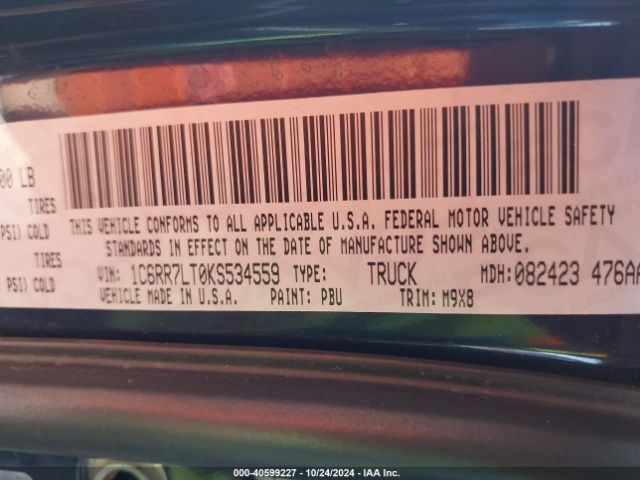 00 LB
TIRES
PSI) COLD
TIRES
PSI) COLD
THIS VEHICLE CONFORMS TO ALL APPLICABLE U.S.A. FEDERAL MOTOR VEHICLE SAFETY
STANDARDS IN EFFECT ON THE DATE OF MANUFACTURE SHOWN ABOVE.
VIN: 1C6RR7LT0KS534559 TYPE: TRUCK MDH: 082423 476AA
VEHICLE MADE IN U.S.A. PAINT: PBU TRIM: M9X8
000-40599227 - 10/24/2024 - IAA Inc.